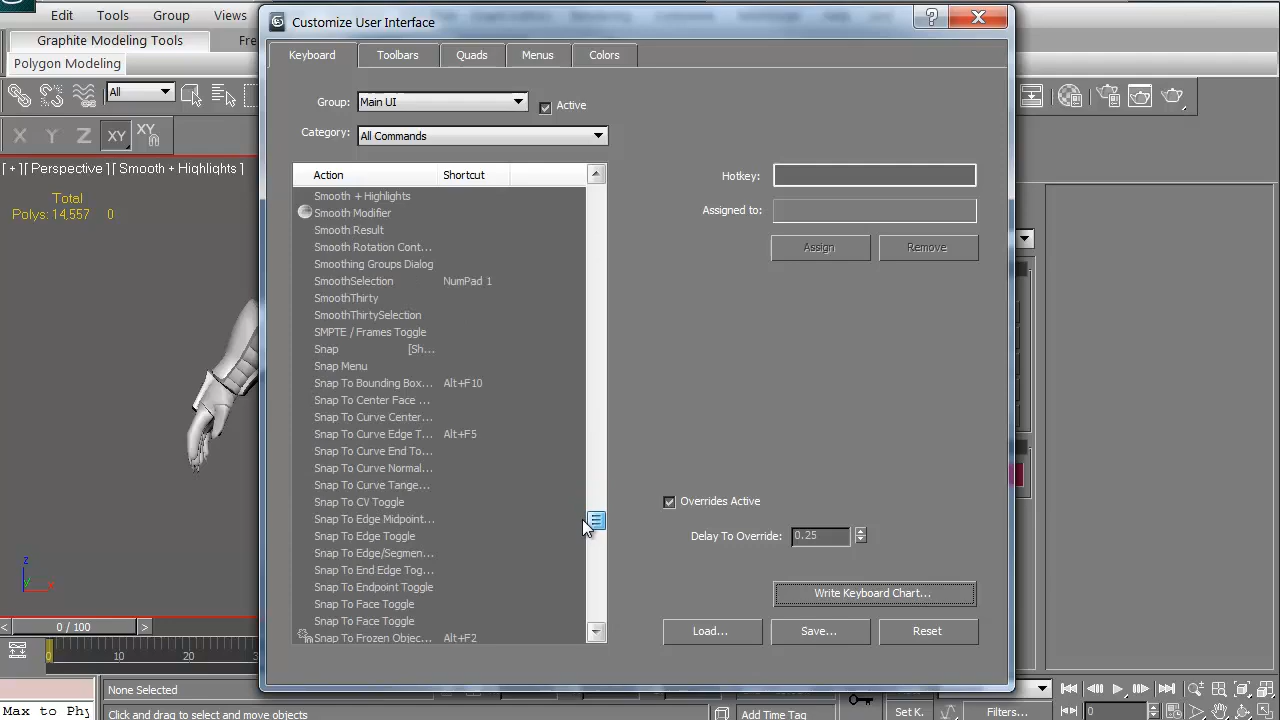 Customize User Interface
Edit Tools Group Views
Graphite Modeling Tools Fre
Polygon Modeling
All
X Y Z XY XY
[ + ] Perspective [ Smooth + Highlights ]
Total
Polys: 14,557 0
Keyboard Toolbars Quads Menus Colors
Group: Main UI Active
Category: All Commands
Action Shortcut
Smooth + Highlights
Smooth Modifier
Smooth Result
Smooth Rotation Cont...
Smoothing Groups Dialog
SmoothSelection NumPad 1
SmoothThirty
SmoothThirtySelection
SMPTE / Frames Toggle
Snap [Sh...
Snap Menu
Snap To Bounding Box... Alt+F10
Snap To Center Face ...
Snap To Curve Center...
Snap To Curve Edge T... Alt+F5
Snap To Curve End To...
Snap To Curve Normal...
Snap To Curve Tange...
Snap To CV Toggle
Snap To Edge Midpoint...
Snap To Edge Toggle
Snap To Edge/Segmen...
Snap To End Edge Tog...
Snap To Endpoint Toggle
Snap To Face Toggle
Snap To Face Toggle
Snap To Frozen Objec... Alt+F2
Hotkey:
Assigned to:
Assign Remove
Overrides Active
Delay To Override: 0.25
Write Keyboard Chart...
Load... Save... Reset
z
y
x
< 0 / 100 >
0 10 20 30
None Selected
Max to Phy
Click or click-and-drag to select and move objects
Add Time Tag
Set K. Filters...
0